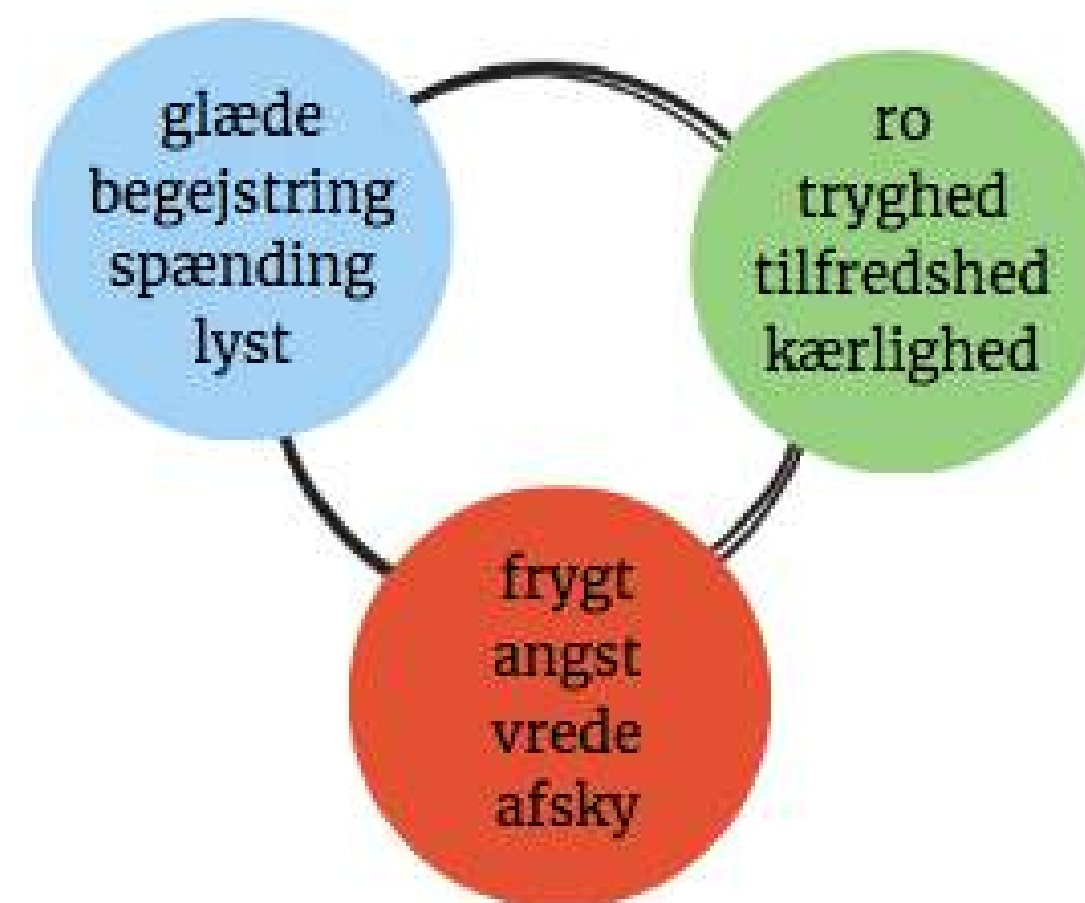 glæde
begejstring
spænding
lyst
ro
tryghed
tilfredshed
kærlighed
frygt
angst
vrede
afsky